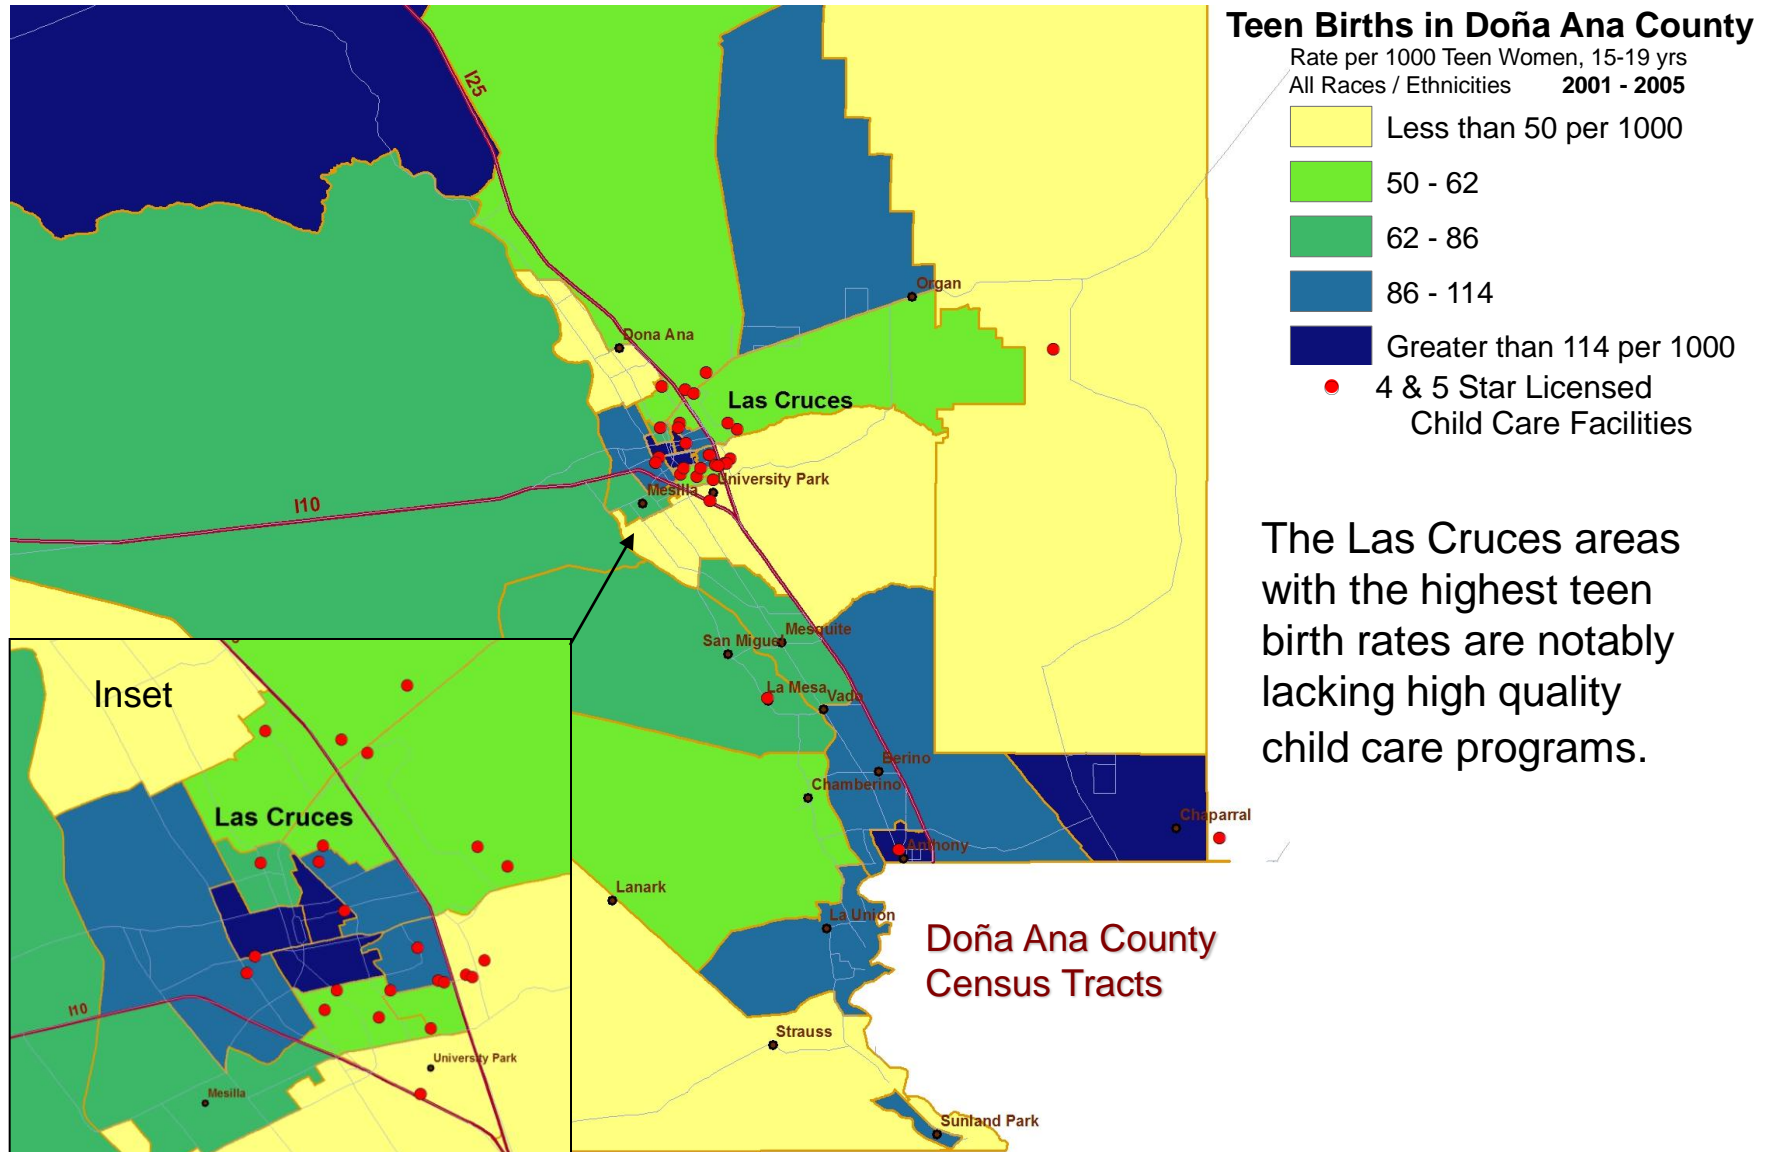 Teen Births in Doña Ana County
Rate per 1000 Teen Women, 15-19 yrs
All Races / Ethnicities 2001 - 2005
Less than 50 per 1000
50 - 62
62 - 86
86 - 114
Greater than 114 per 1000
4 & 5 Star Licensed
Child Care Facilities
I25
Organ
Dona Ana
Las Cruces
University Park
Mesilla
I10
Mesquite
San Miguel
La Mesa
Vado
Berino
Chamberino
Chaparral
Anthony
Lanark
La Union
Strauss
Sunland Park
The Las Cruces areas
with the highest teen
birth rates are notably
lacking high quality
child care programs.
Doña Ana County
Census Tracts
Inset
Las Cruces
I10
University Park
Mesilla